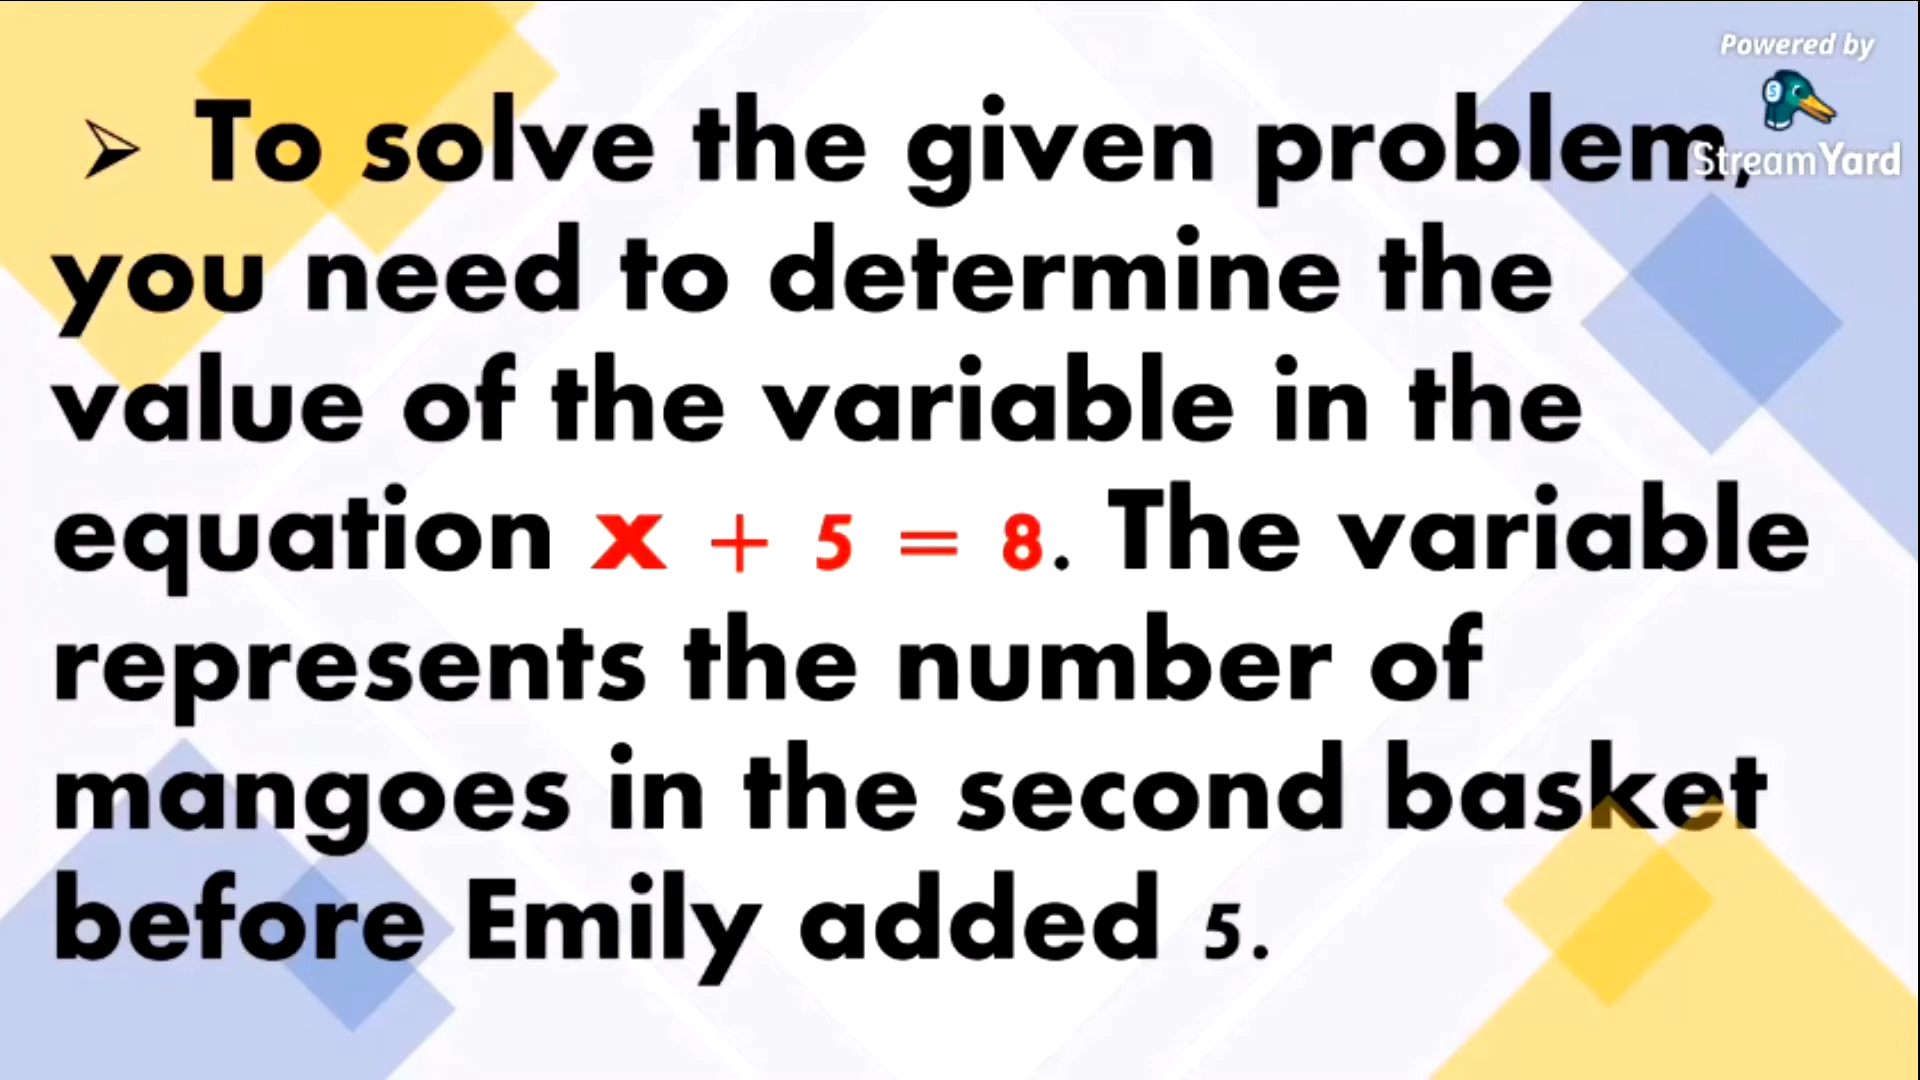 Powered by
StreamYard
➢ To solve the given problem,
you need to determine the
value of the variable in the
equation x + 5 = 8. The variable
represents the number of
mangoes in the second basket
before Emily added 5.